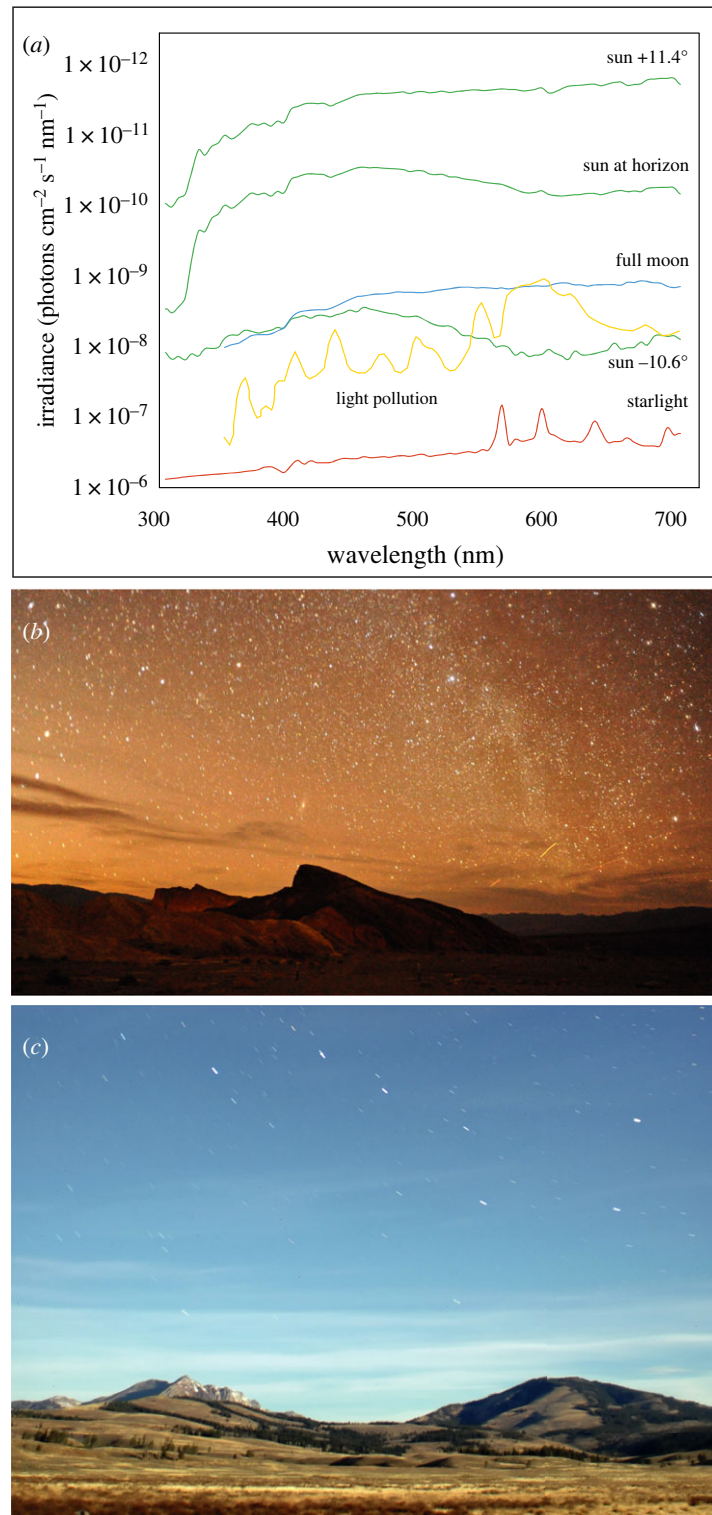 (a)
1 × 10⁻¹²
sun +11.4°
1 × 10⁻¹¹
sun at horizon
1 × 10⁻¹⁰
1 × 10⁻⁹
full moon
1 × 10⁻⁸
sun –10.6°
light pollution
starlight
1 × 10⁻⁷
1 × 10⁻⁶
irradiance (photons cm⁻² s⁻¹ nm⁻¹)
300 400 500 600 700
wavelength (nm)
(b)
(c)